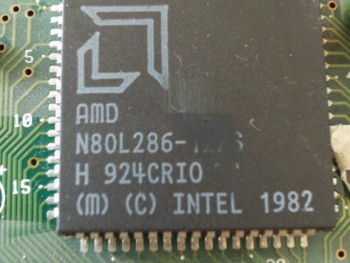 5
10
15
AMD
N80L286-
H 924CRIO
(M) (C) INTEL 1982